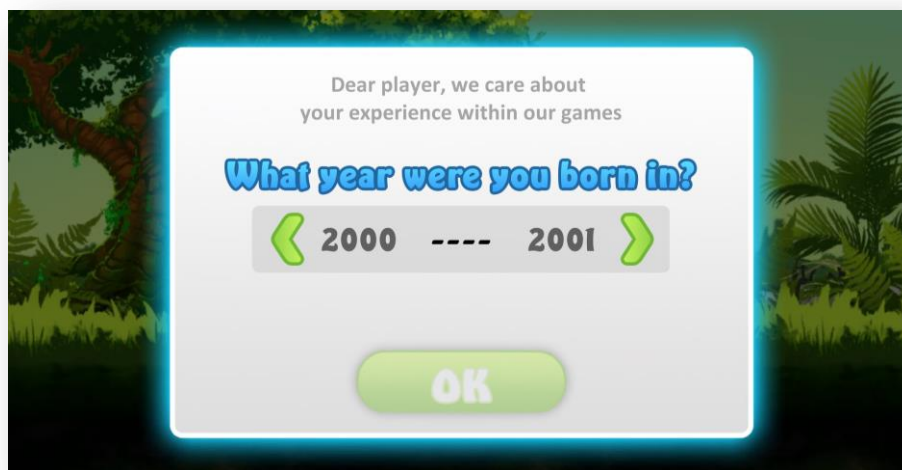 Dear player, we care about
your experience within our games
What year were you born in?
2000 ---- 2001
OK